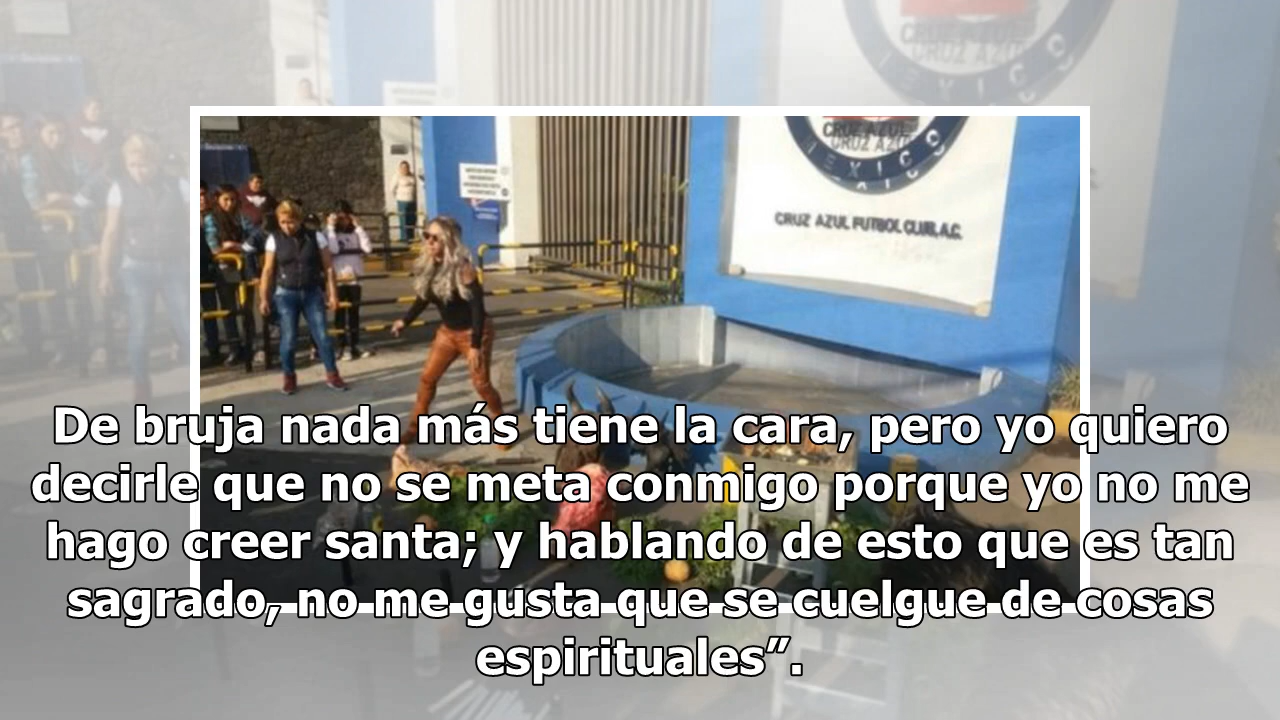 CRUZ AZUL
MEXICO
CRUZ AZUL FUTBOL CLUB, A.C.
De bruja nada más tiene la cara, pero yo quiero
decirle que no se meta conmigo porque yo no me
hago creer santa; y hablando de esto que es tan
sagrado, no me gusta que se cuelgue de cosas
espirituales”.